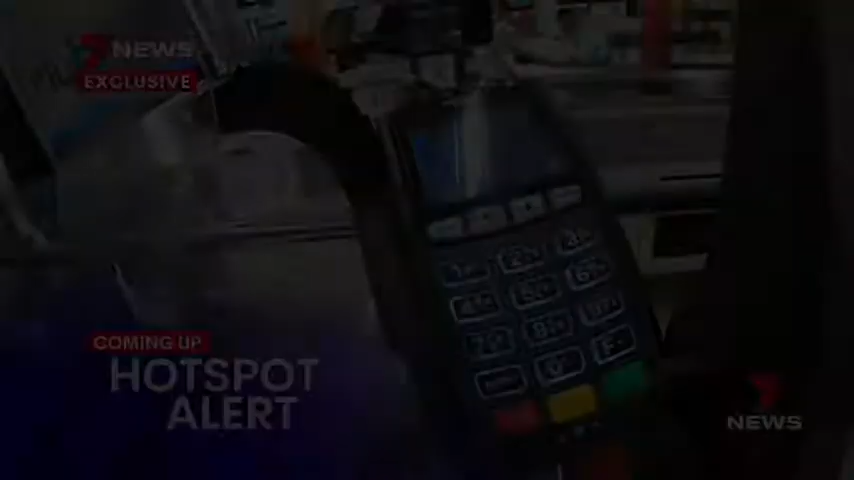 7NEWS
EXCLUSIVE
COMING UP
HOTSPOT
ALERT
7
NEWS